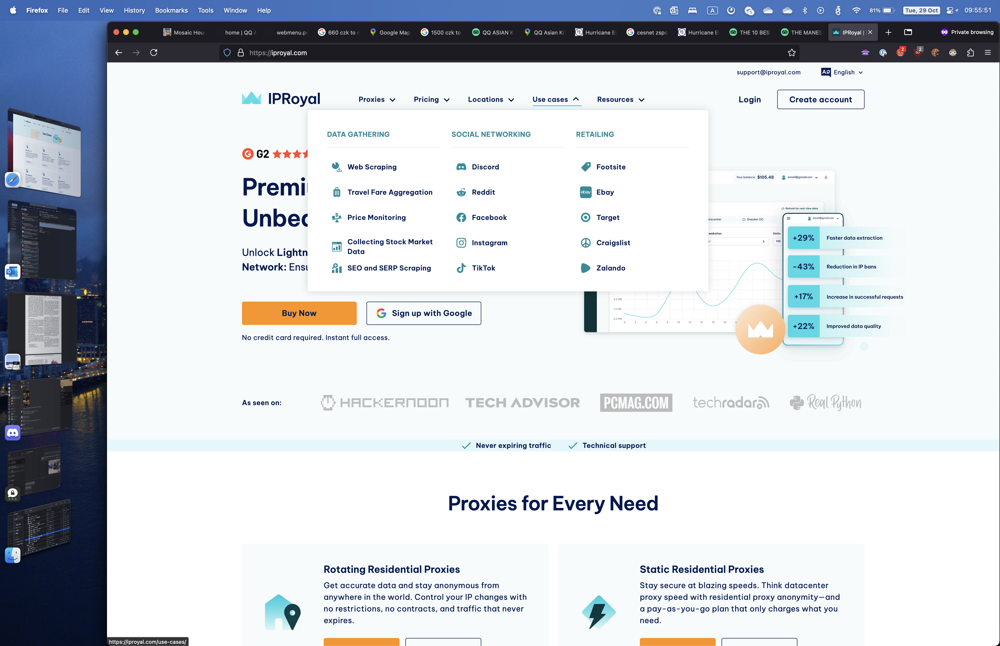 Firefox File Edit View History Bookmarks Tools Window Help
A 1 81% Tue, 29 Oct 09:55:51
Mosaic Hou home | QQ A webmenu.p 660 czk to e Google Map 1500 czk to QQ ASIAN K QQ Asian Ki Hurricane El cesnet zspo Hurricane El THE 10 BES THE MANES IPRoyal | Private browsing
https://iproyal.com
2 2
support@iproyal.com English
IPRoyal
Proxies Pricing Locations Use cases Resources
Login Create account
DATA GATHERING
Web Scraping
Travel Fare Aggregation
Price Monitoring
Collecting Stock Market
Data
SEO and SERP Scraping
SOCIAL NETWORKING
Discord
Reddit
Facebook
Instagram
TikTok
RETAILING
Footsite
ebay Ebay
Target
Craigslist
Zalando
G2
Premi
Unbec
Unlock Lightn
Network: Ensu
Buy Now
Sign up with Google
No credit card required. Instant full access.
Your balance: $105.48 email@gmailcom
Refresh for real-time data
atacenter Sneaker DC
websites Units
er MB
email@gmailcom
+29% Faster data extraction
-43% Reduction in IP bans
+17% Increase in successful requests
+22% Improved data quality
2.0 MB
1.0 MB
0.0 MB
0 2 4 6 8 10 12 14 16 18 2
As seen on:
HACKERNOON
TECH ADVISOR
PCMAG.COM
techradar
Real Python
Never expiring traffic Technical support
Proxies for Every Need
Rotating Residential Proxies
Get accurate data and stay anonymous from
anywhere in the world. Control your IP changes with
no restrictions, no contracts, and traffic that never
expires.
Static Residential Proxies
Stay secure at blazing speeds. Think datacenter
proxy speed with residential proxy anonymity—and
a pay-as-you-go plan that only charges what you
need.
https://iproyal.com/use-cases/